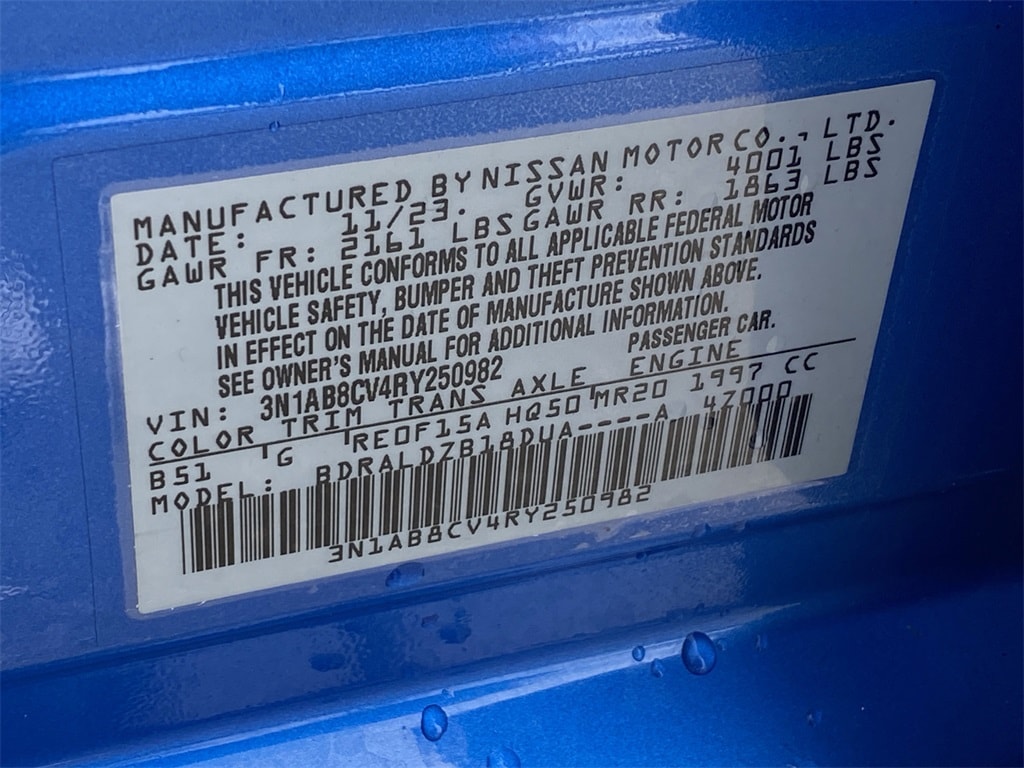 MANUFACTURED BY NISSAN MOTOR CO., LTD.
DATE: 11/23. GVWR: 4001 LBS
GAWR FR: 2161 LBS GAWR RR: 1863 LBS
THIS VEHICLE CONFORMS TO ALL APPLICABLE FEDERAL MOTOR
VEHICLE SAFETY, BUMPER AND THEFT PREVENTION STANDARDS
IN EFFECT ON THE DATE OF MANUFACTURE SHOWN ABOVE.
SEE OWNER'S MANUAL FOR ADDITIONAL INFORMATION.
VIN: 3N1AB8CV4RY250982 PASSENGER CAR.
COLOR TRIM TRANS AXLE ENGINE
B51 G RE0F15A HQ50 MR20 1997 CC
MODEL: BDRALDZB18DUA----A 47000
3N1AB8CV4RY250982